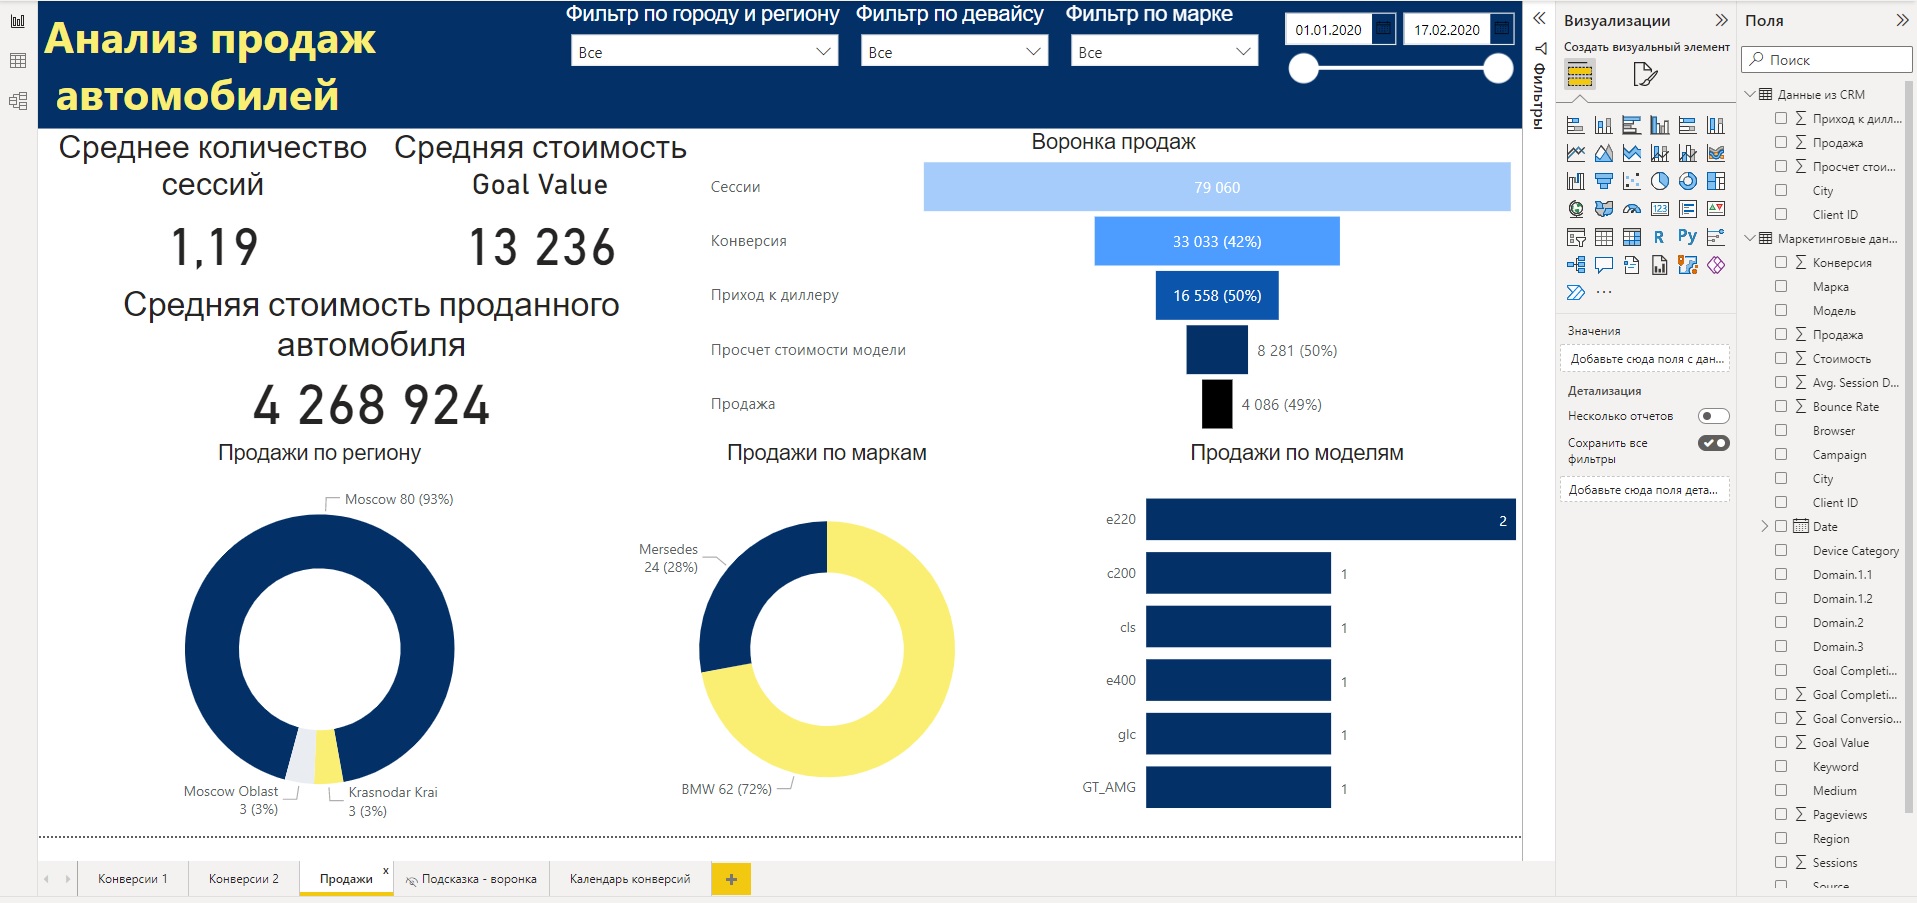 Анализ продаж
автомобилей
Фильтр по городу и региону
Все
Фильтр по девайсу
Все
Фильтр по марке
Все
01.01.2020
17.02.2020
Среднее количество
сессий
1,19
Средняя стоимость
Goal Value
13 236
Средняя стоимость проданного
автомобиля
4 268 924
Воронка продаж
Сессии
79 060
Конверсия
33 033 (42%)
Приход к диллеру
16 558 (50%)
Просчет стоимости модели
8 281 (50%)
Продажа
4 086 (49%)
Продажи по региону
Moscow 80 (93%)
Moscow Oblast
3 (3%)
Krasnodar Krai
3 (3%)
Продажи по маркам
Mersedes
24 (28%)
BMW 62 (72%)
Продажи по моделям
e220
2
c200
1
cls
1
e400
1
glc
1
GT_AMG
1
Конверсии 1
Конверсии 2
Продажи
x
Подсказка - воронка
Календарь конверсий
+
Фильтры
Визуализации
Создать визуальный элемент
123
R
Py
...
Значения
Добавьте сюда поля с дан...
Детализация
Несколько отчетов
Сохранить все
фильтры
Добавьте сюда поля дета...
Поля
Поиск
Данные из CRM
Приход к дилл...
Продажа
Просчет стои...
City
Client ID
Маркетинговые дан...
Конверсия
Марка
Модель
Продажа
Стоимость
Avg. Session D...
Bounce Rate
Browser
Campaign
City
Client ID
Date
Device Category
Domain.1.1
Domain.1.2
Domain.2
Domain.3
Goal Completi...
Goal Completi...
Goal Conversio...
Goal Value
Keyword
Medium
Pageviews
Region
Sessions
Source